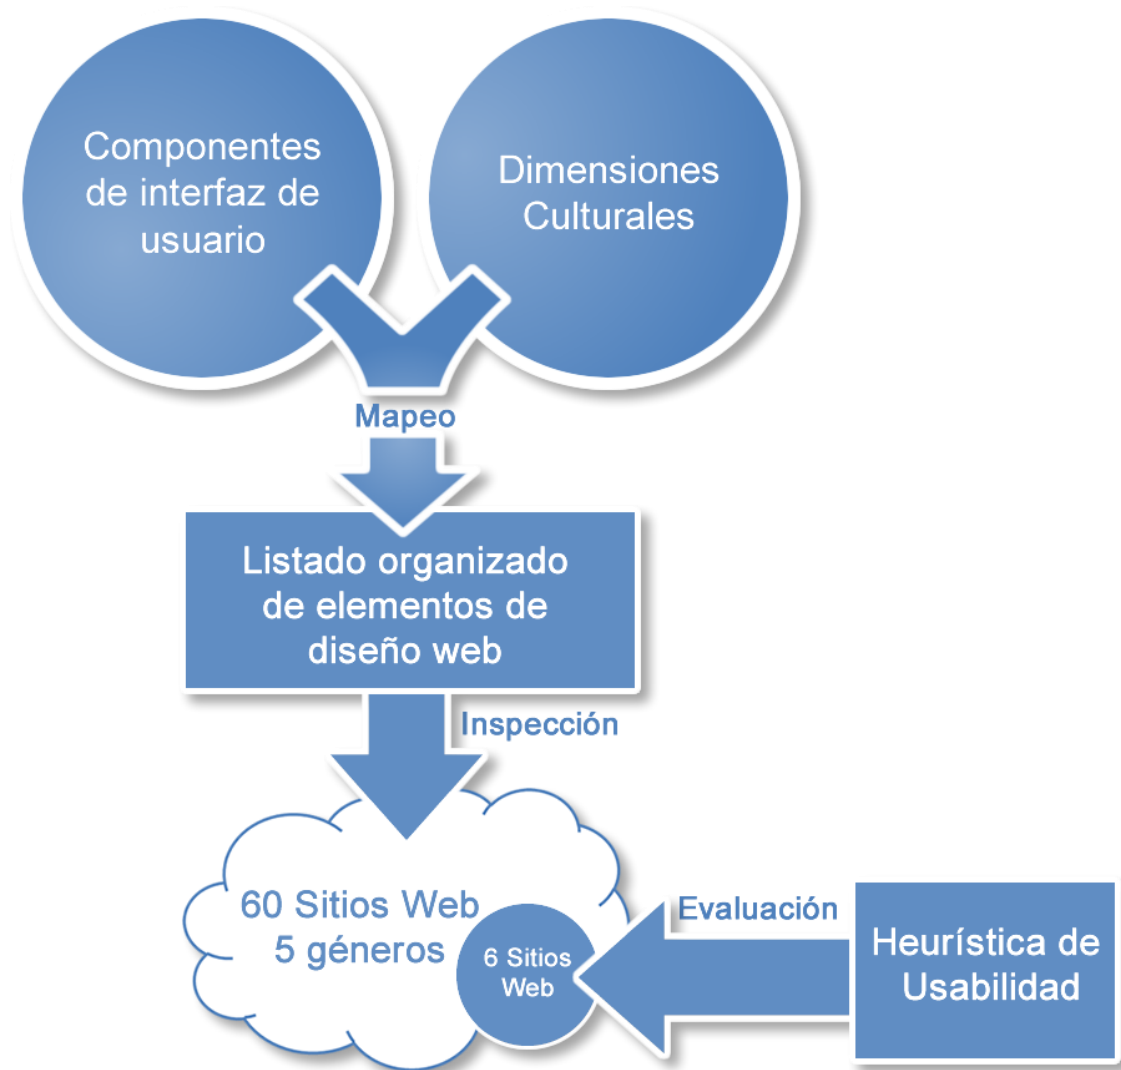 Componentes
de interfaz de
usuario
Dimensiones
Culturales
Mapeo
Listado organizado
de elementos de
diseño web
Inspección
60 Sitios Web
5 géneros
6 Sitios
Web
Evaluación
Heurística de
Usabilidad